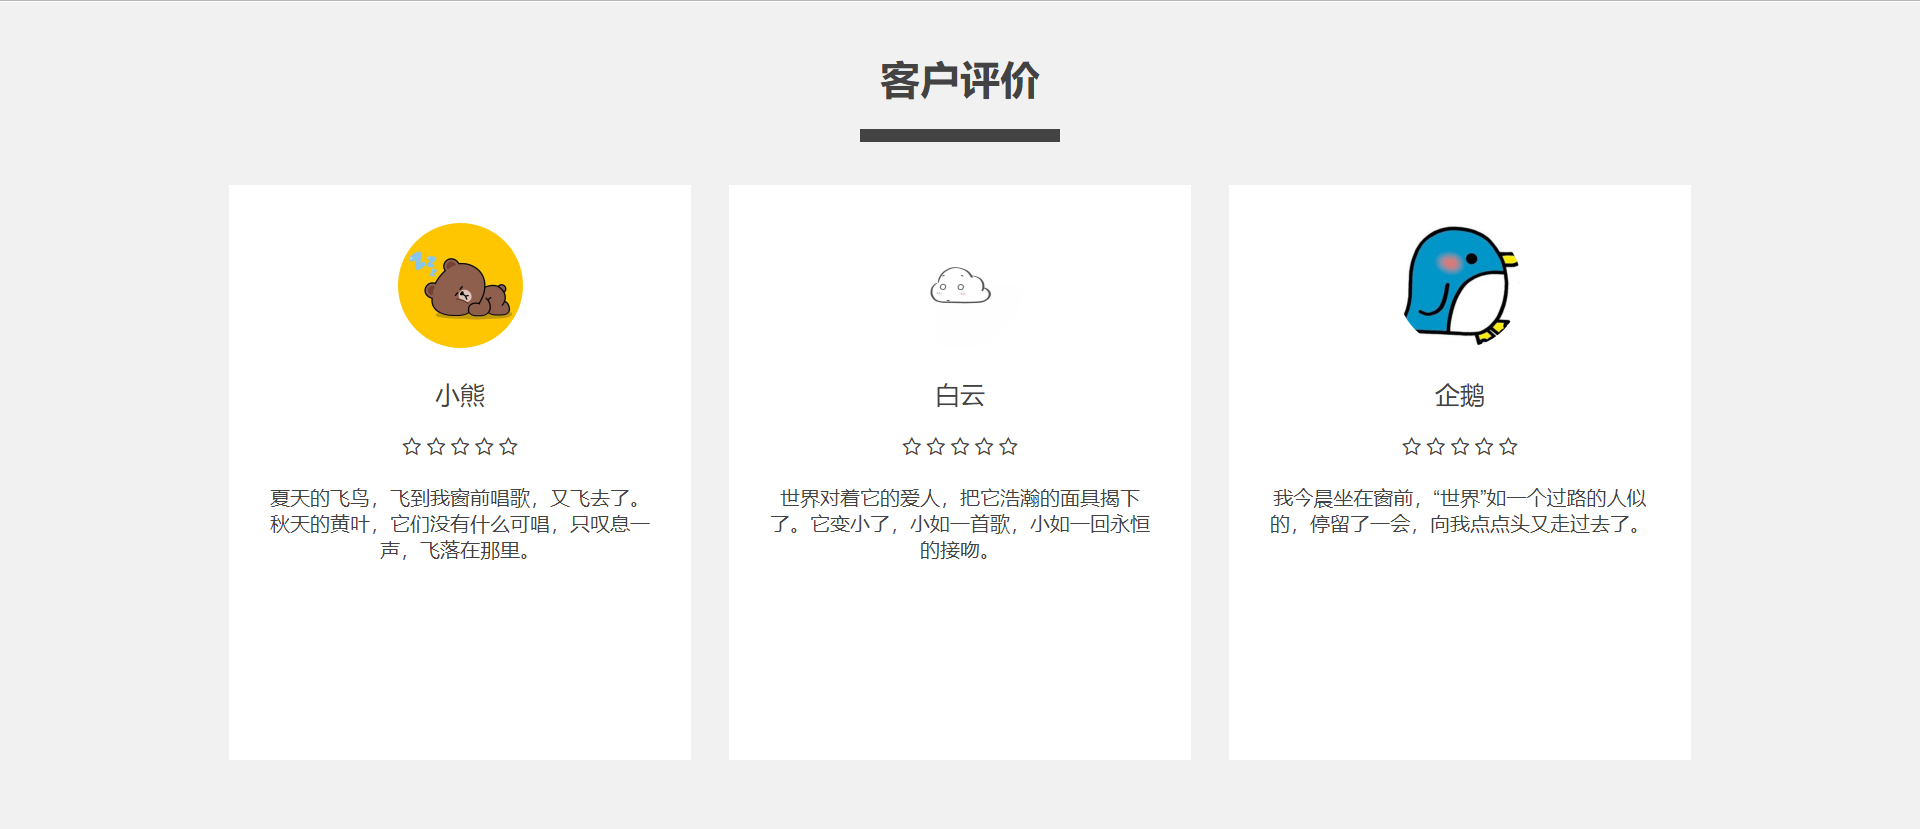 客户评价
小熊
夏天的飞鸟，飞到我窗前唱歌，又飞去了。
秋天的黄叶，它们没有什么可唱，只叹息一
声，飞落在那里。
白云
世界对着它的爱人，把它浩瀚的面具揭下
了。它变小了，小如一首歌，小如一回永恒
的接吻。
企鹅
我今晨坐在窗前，“世界”如一个过路的人似
的，停留了一会，向我点点头又走过去了。